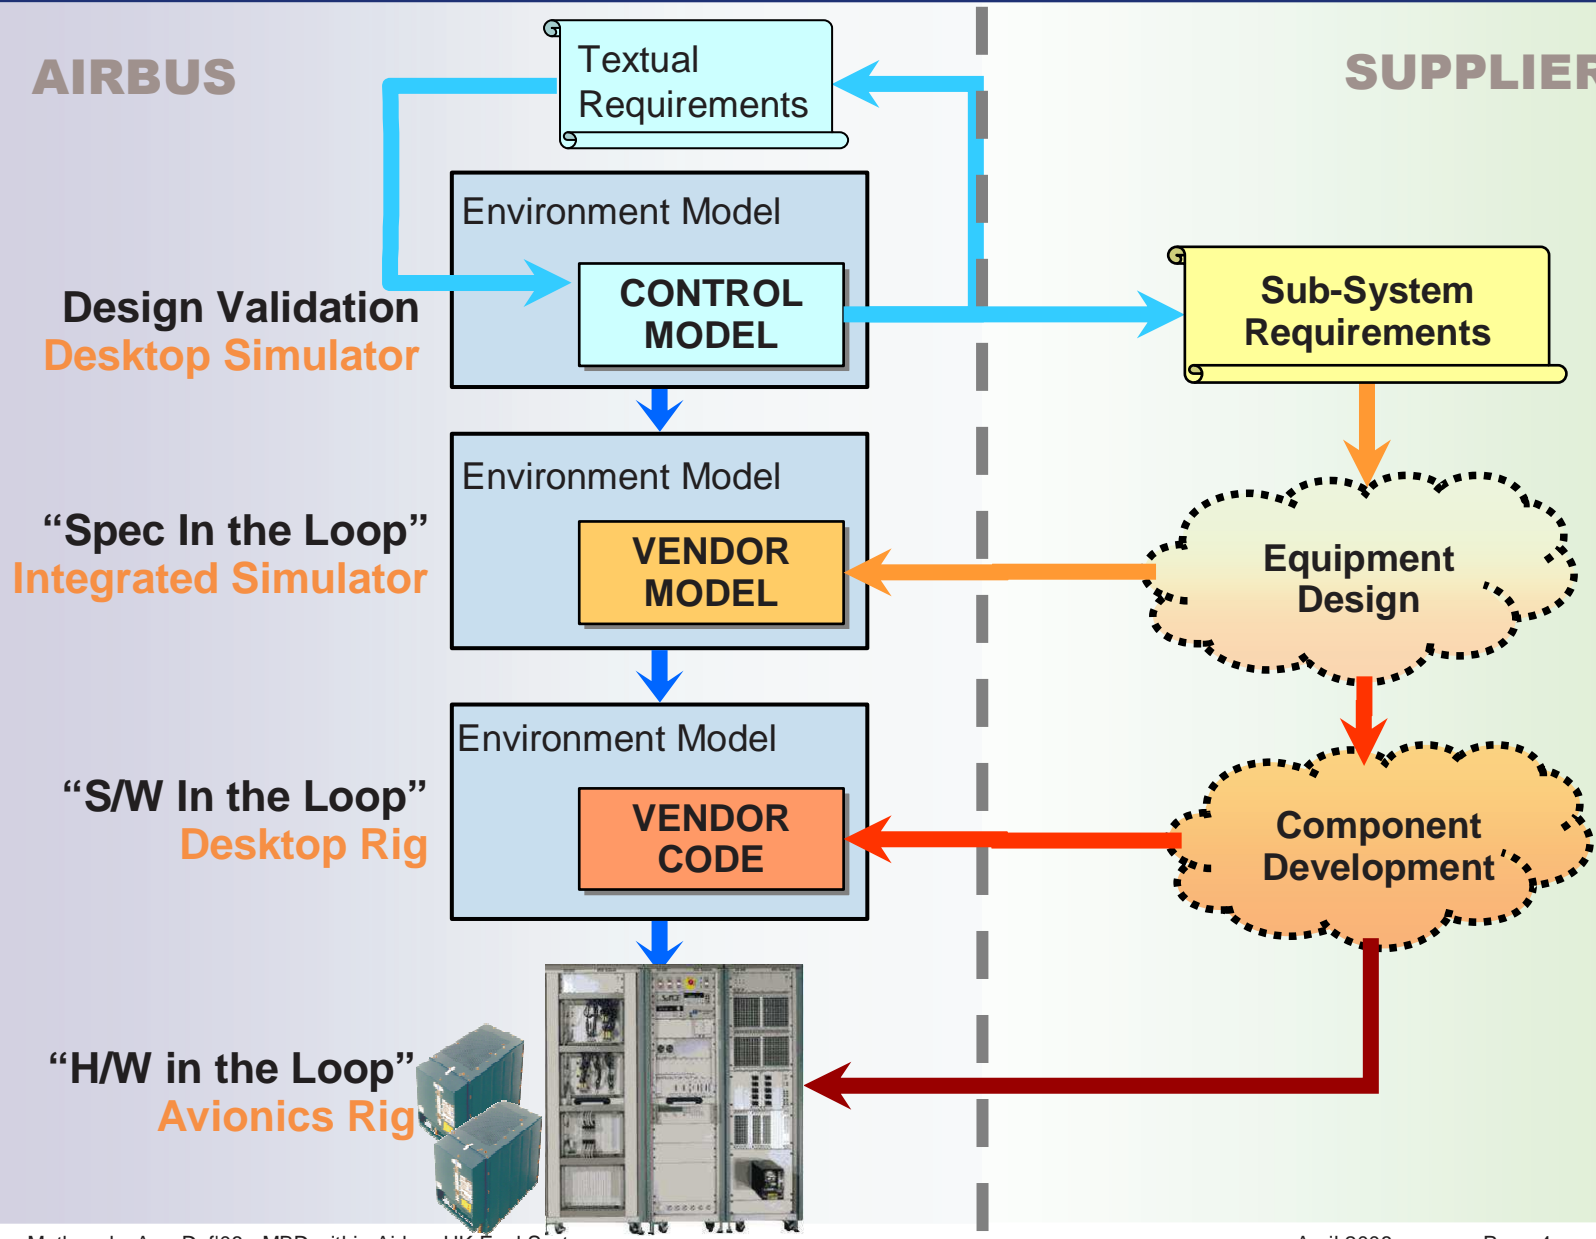 AIRBUS
SUPPLIER
Textual
Requirements
Environment Model
CONTROL
MODEL
Design Validation
Desktop Simulator
Sub-System
Requirements
Environment Model
VENDOR
MODEL
“Spec In the Loop”
Integrated Simulator
Equipment
Design
Environment Model
VENDOR
CODE
“S/W In the Loop”
Desktop Rig
Component
Development
“H/W in the Loop”
Avionics Rig